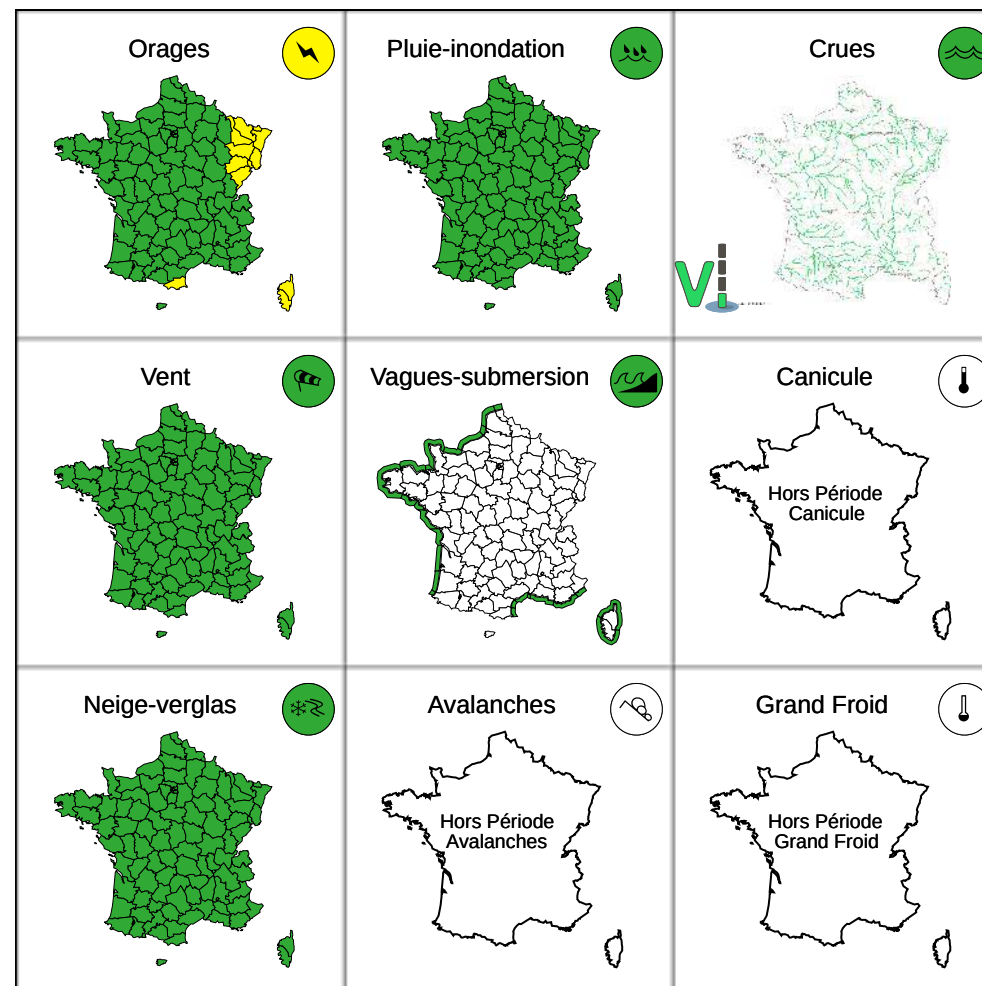 Orages
Pluie-inondation
Crues
Vi
Vent
Vagues-submersion
Canicule
Hors Période
Canicule
Neige-verglas
Avalanches
Hors Période
Avalanches
Grand Froid
Hors Période
Grand Froid